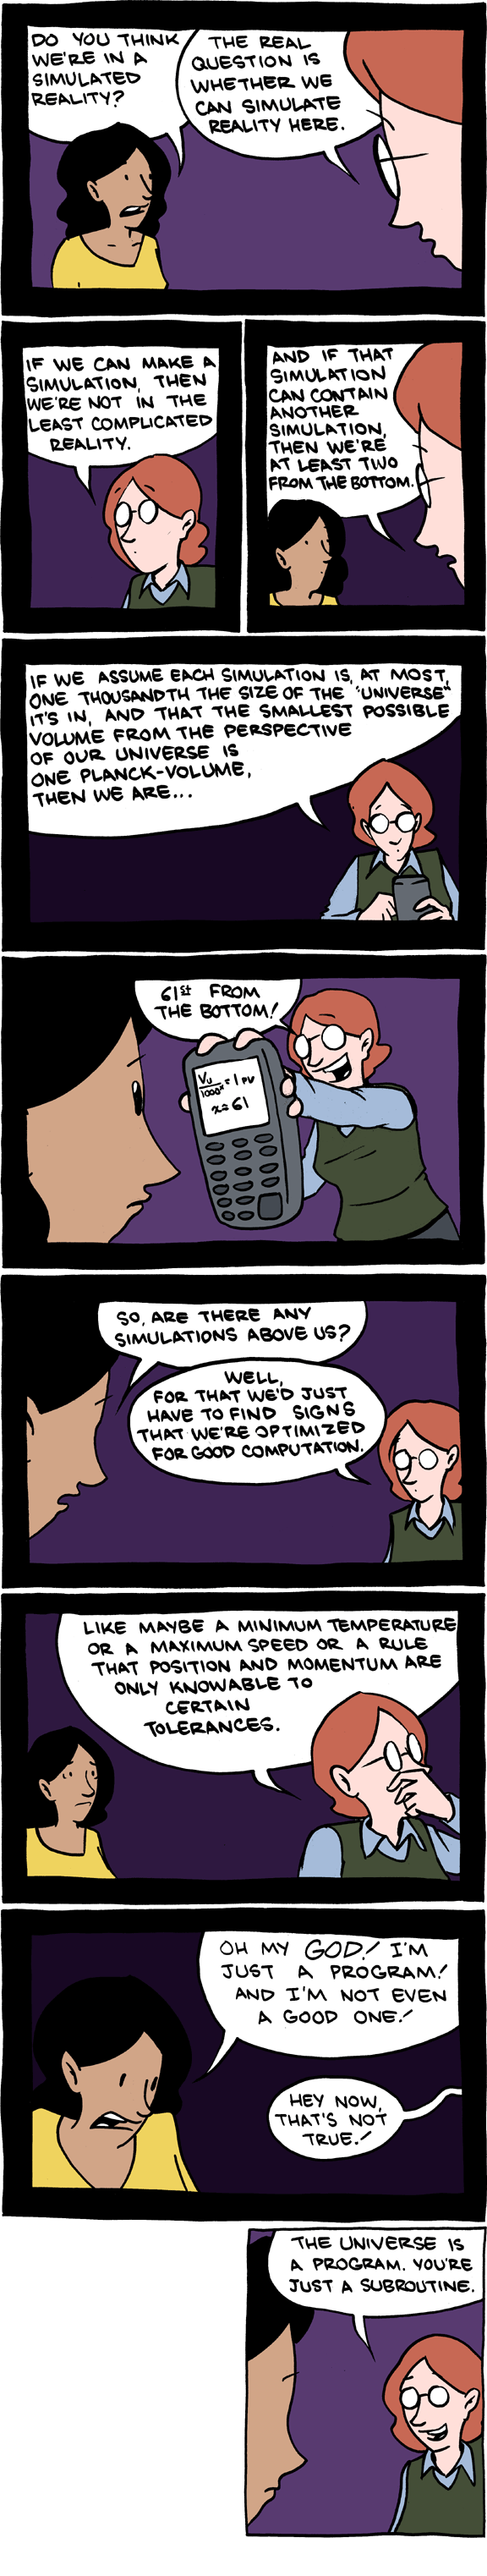 DO YOU THINK
WE'RE IN A
SIMULATED
REALITY?
THE REAL
QUESTION IS
WHETHER WE
CAN SIMULATE
REALITY HERE.
IF WE CAN MAKE A
SIMULATION, THEN
WE'RE NOT IN THE
LEAST COMPLICATED
REALITY.
AND IF THAT
SIMULATION
CAN CONTAIN
ANOTHER
SIMULATION,
THEN WE'RE
AT LEAST TWO
FROM THE BOTTOM.
IF WE ASSUME EACH SIMULATION IS, AT MOST,
ONE THOUSANDTH THE SIZE OF THE "UNIVERSE"
IT'S IN, AND THAT THE SMALLEST POSSIBLE
VOLUME FROM THE PERSPECTIVE
OF OUR UNIVERSE IS
ONE PLANCK-VOLUME,
THEN WE ARE...
61st FROM
THE BOTTOM!
Vu/1000^x = 1 PV
x≈61
SO, ARE THERE ANY
SIMULATIONS ABOVE US?
WELL,
FOR THAT WE'D JUST
HAVE TO FIND SIGNS
THAT WE'RE OPTIMIZED
FOR GOOD COMPUTATION.
LIKE MAYBE A MINIMUM TEMPERATURE
OR A MAXIMUM SPEED OR A RULE
THAT POSITION AND MOMENTUM ARE
ONLY KNOWABLE TO
CERTAIN
TOLERANCES.
OH MY GOD! I'M
JUST A PROGRAM!
AND I'M NOT EVEN
A GOOD ONE!
HEY NOW,
THAT'S NOT
TRUE!
THE UNIVERSE IS
A PROGRAM. YOU'RE
JUST A SUBROUTINE.